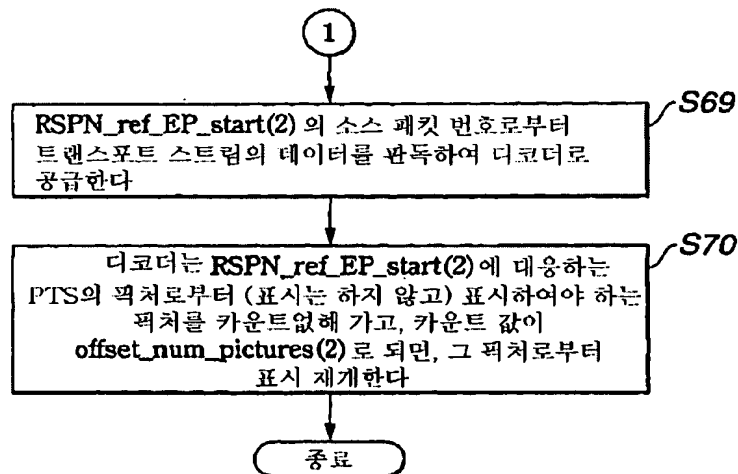 1
S69
RSPN_ref_EP_start(2) 의 소스 패킷 번호로부터
트랜스포트 스트림의 데이터를 판독하여 디코더로
공급한다
S70
디코더는 RSPN_ref_EP_start(2) 에 대응하는
PTS의 픽처로부터 (표시는 하지 않고) 표시하여야 하는
픽처를 카운트업해 가고, 카운트 값이
offset_num_pictures(2) 로 되면, 그 픽처로부터
표시 재개한다
종료